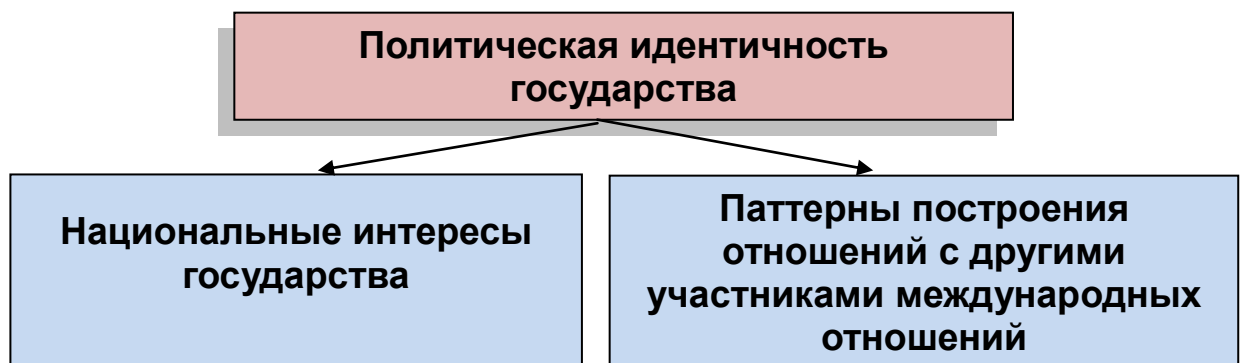 Политическая идентичность
государства
Национальные интересы
государства
Паттерны построения
отношений с другими
участниками международных
отношений